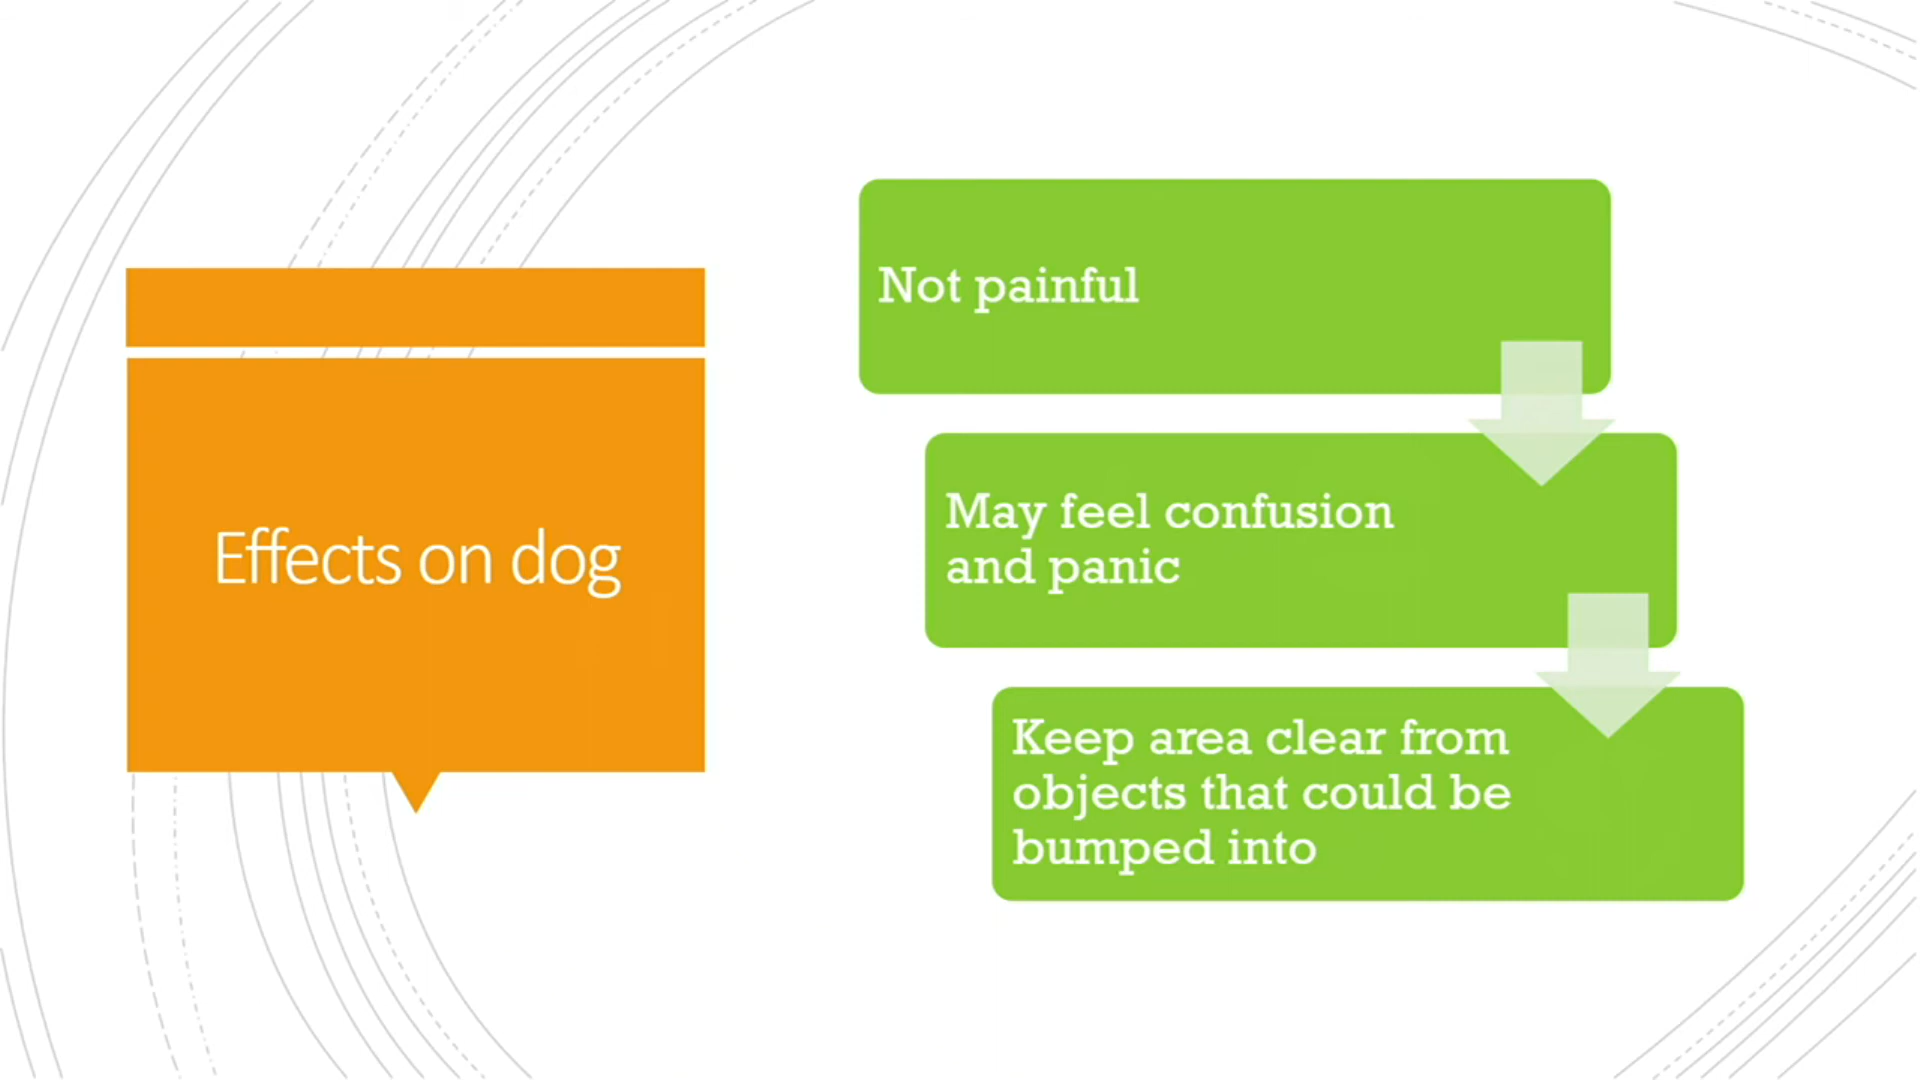 Effects on dog
Not painful
May feel confusion
and panic
Keep area clear from
objects that could be
bumped into